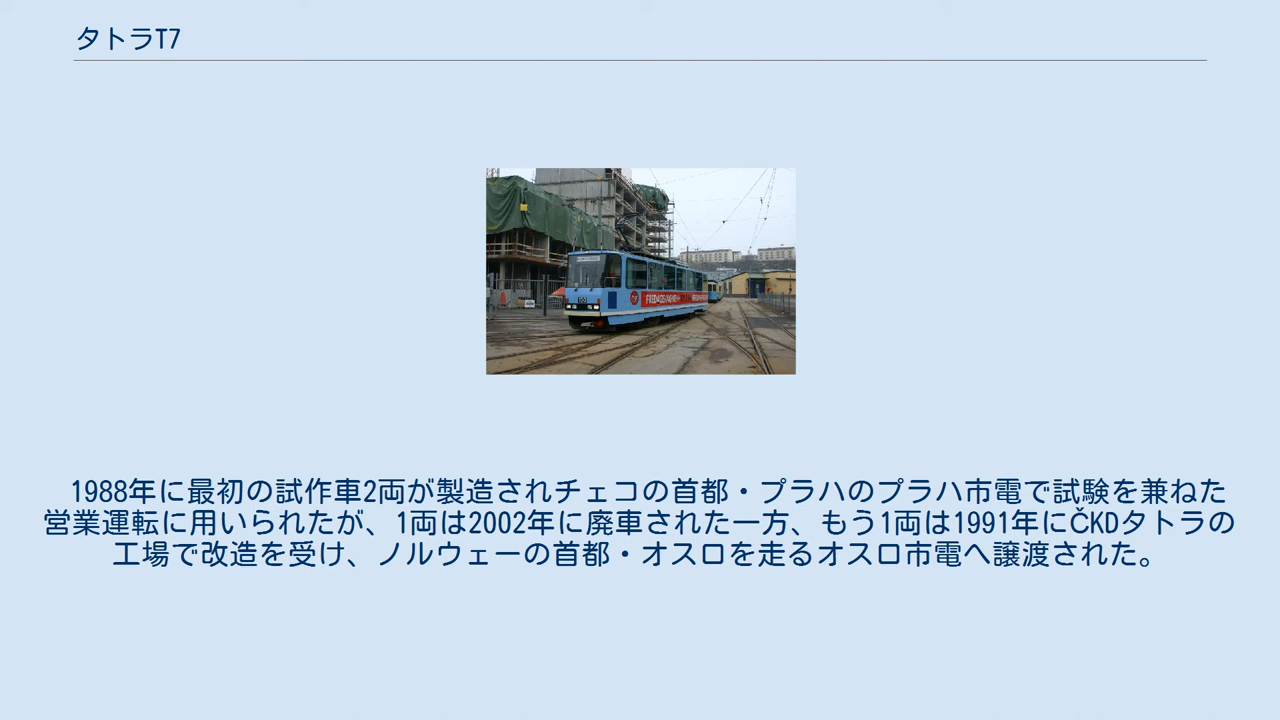 タトラT7
1988年に最初の試作車2両が製造されチェコの首都・プラハのプラハ市電で試験を兼ねた
営業運転に用いられたが、1両は2002年に廃車された一方、もう1両は1991年にČKDタトラの
工場で改造を受け、ノルウェーの首都・オスロを走るオスロ市電へ譲渡された。